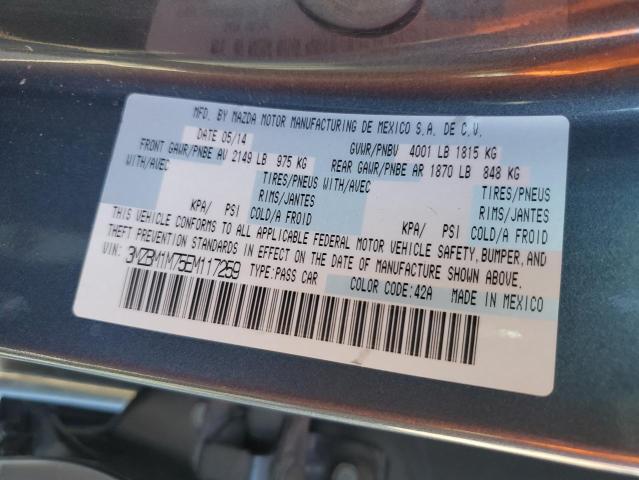 MFD. BY MAZDA MOTOR MANUFACTURING DE MEXICO S.A. DE C.V.
DATE 05/14 GVWR/PNBV 4001 LB 1815 KG
FRONT GAWR/PNBE AV 2149 LB 975 KG REAR GAWR/PNBE AR 1870 LB 848 KG
WITH/AVEC TIRES/PNEUS WITH/AVEC TIRES/PNEUS
RIMS/JANTES RIMS/JANTES
KPA/ PSI COLD/A FROID KPA/ PSI COLD/A FROID
THIS VEHICLE CONFORMS TO ALL APPLICABLE FEDERAL MOTOR VEHICLE SAFETY, BUMPER, AND
THEFT PREVENTION STANDARDS IN EFFECT ON THE DATE OF MANUFACTURE SHOWN ABOVE.
VIN: 3MZBM1M75EM117259 TYPE:PASS CAR
COLOR CODE:42A MADE IN MEXICO